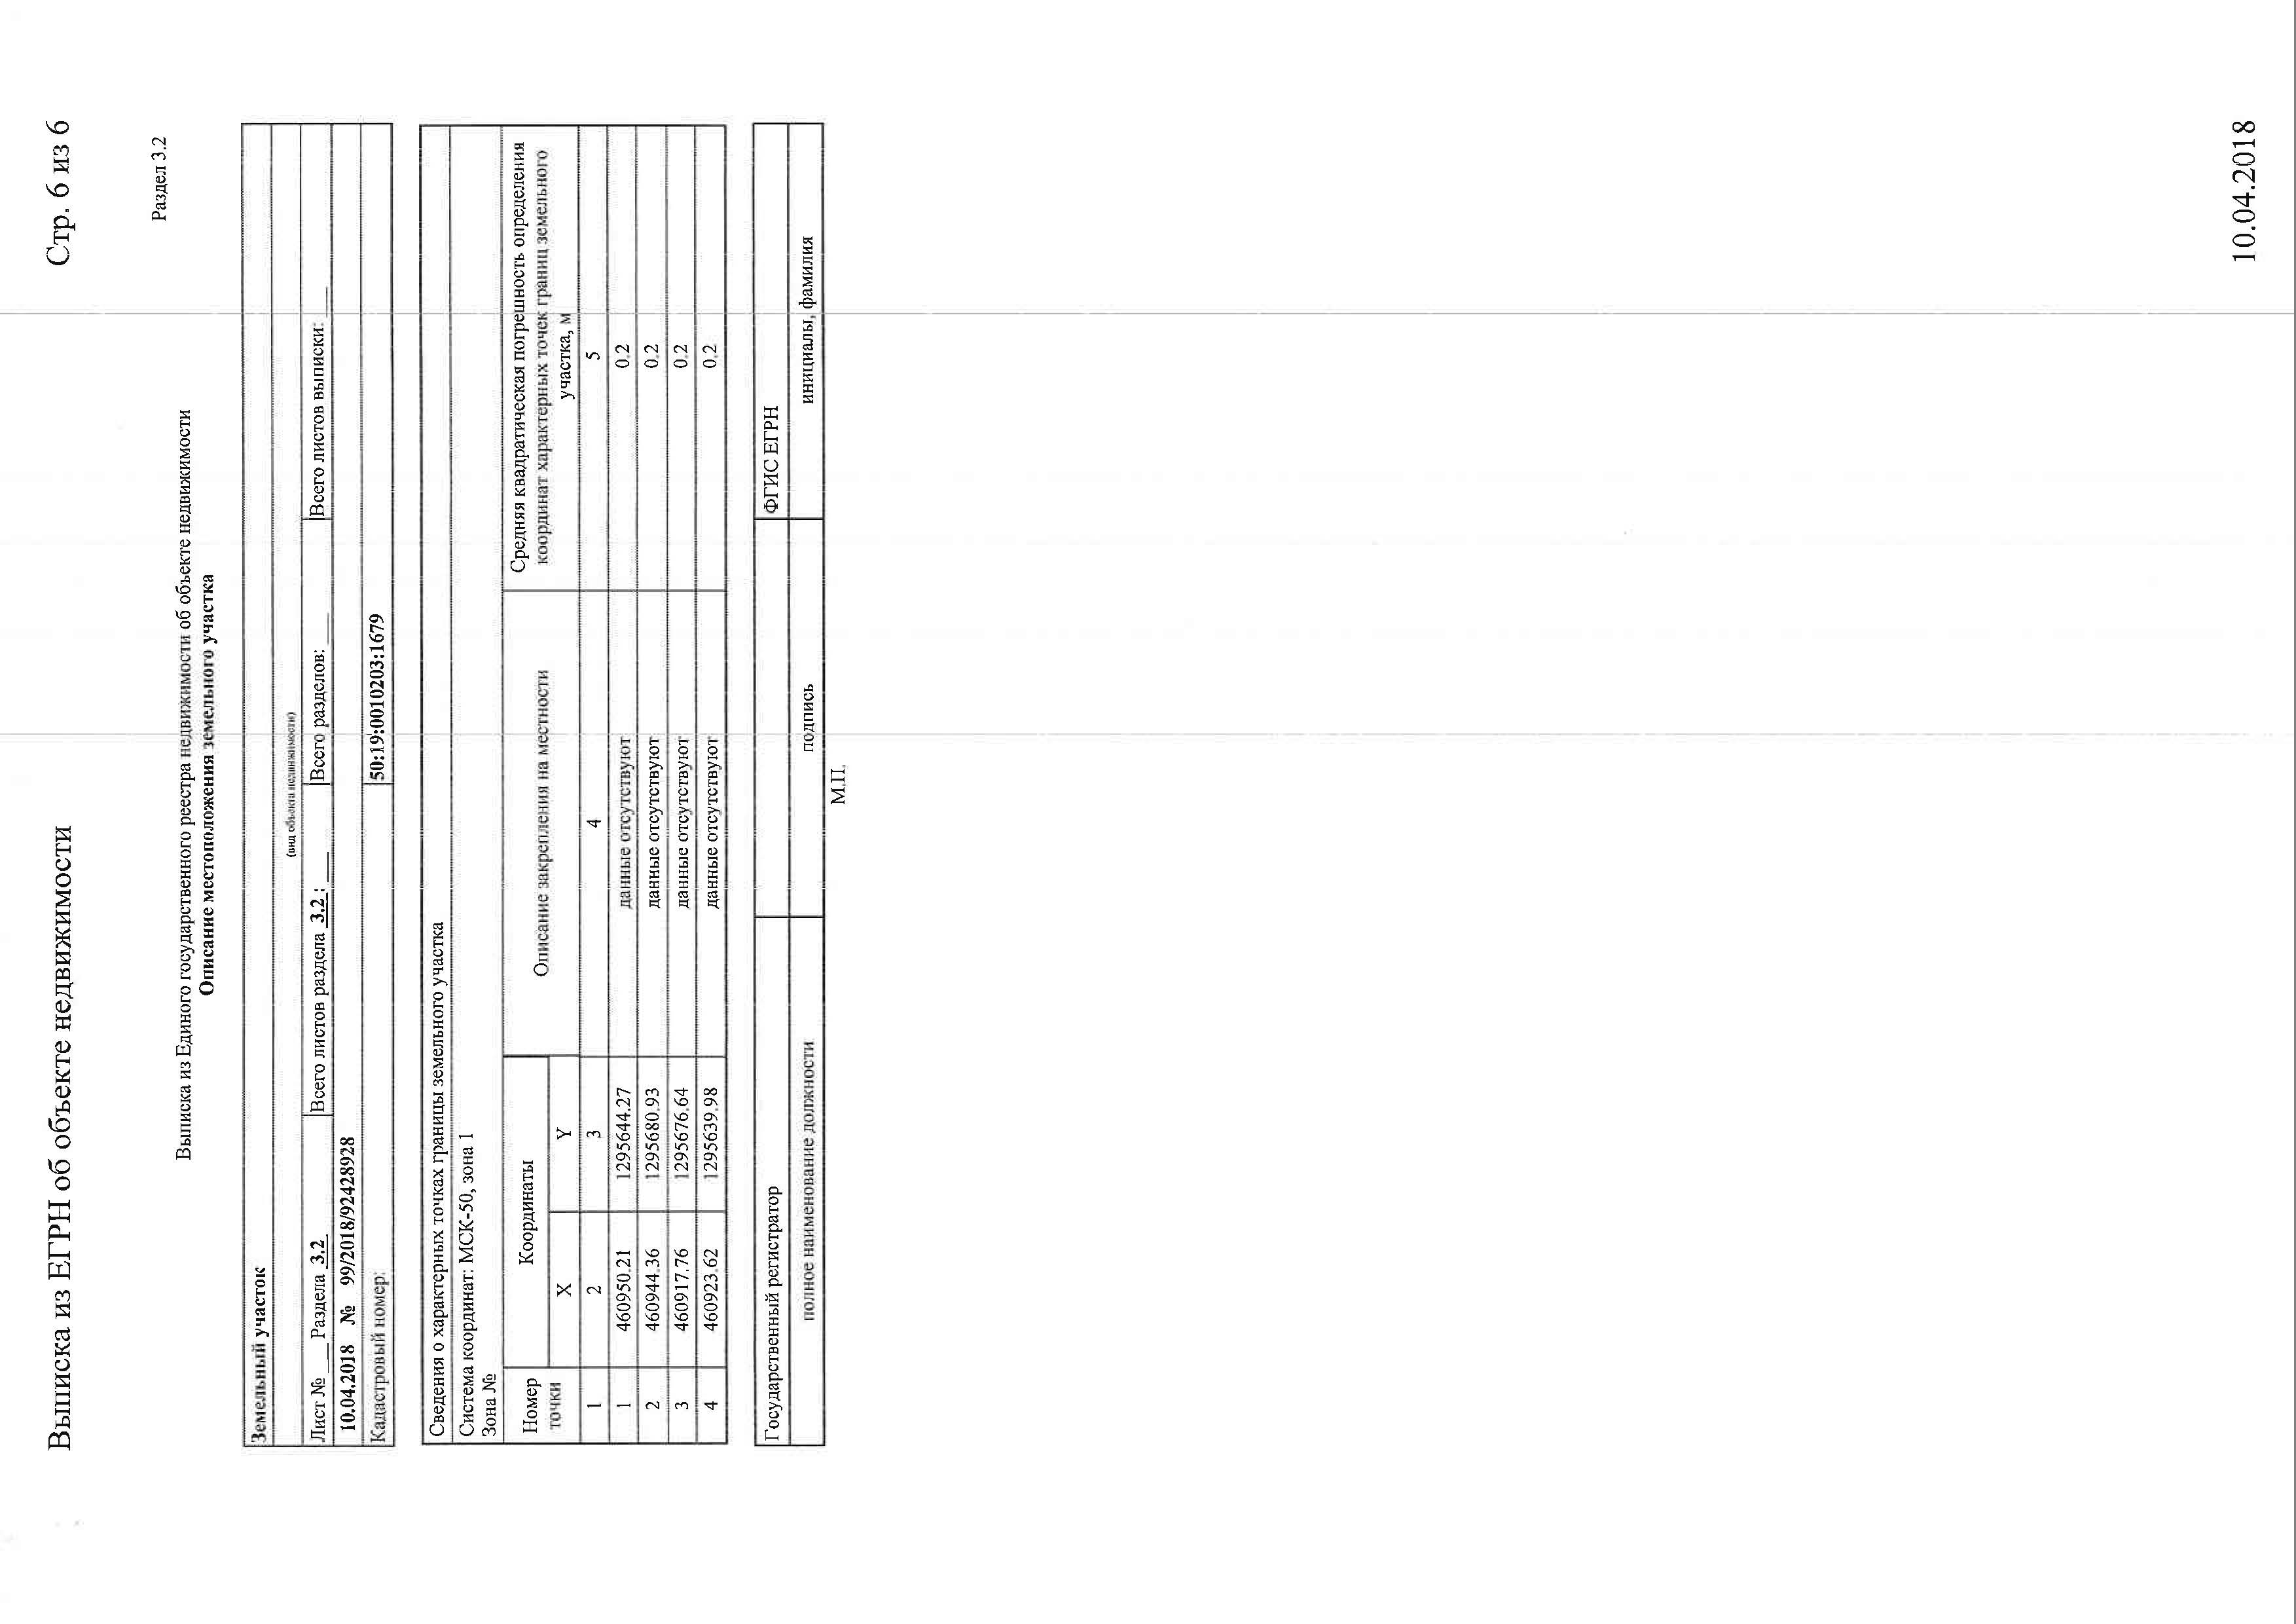 Выписка из ЕГРН об объекте недвижимости Стр. 6 из 6
Раздел 3.2
Выписка из Единого государственного реестра недвижимости об объекте недвижимости
Описание местоположения земельного участка
Земельный участок
(вид объекта недвижимости)
Лист № ___ Раздела 3.2 Всего листов раздела 3.2 : ___ Всего разделов: ___ Всего листов выписки: ___
10.04.2018 № 99/2018/92428928
Кадастровый номер: 50:19:0010203:1679
Сведения о характерных точках границы земельного участка
Система координат: МСК-50, зона 1
Зона №
Номер точки Координаты Описание закрепления на местности Средняя квадратическая погрешность определения
координат характерных точек границ земельного
участка, м
X Y
1 2 3 4 5
1 460950.21 1295644.27 данные отсутствуют 0.2
2 460944.36 1295680.93 данные отсутствуют 0.2
3 460917.76 1295676.64 данные отсутствуют 0.2
4 460923.62 1295639.98 данные отсутствуют 0.2
Государственный регистратор ФГИС ЕГРН
полное наименование должности подпись инициалы, фамилия
М.П.
10.04.2018